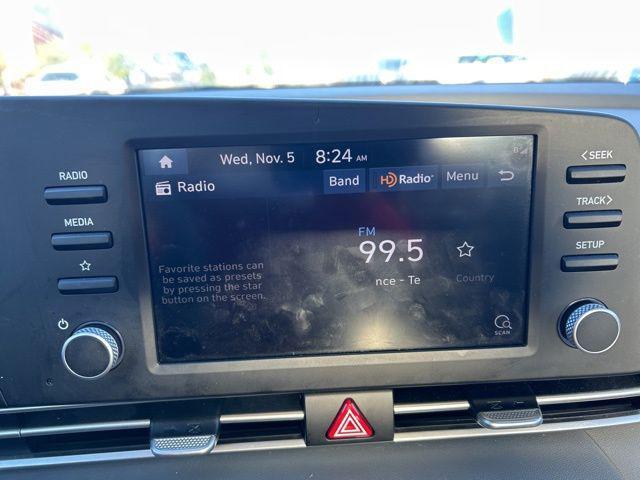 Wed, Nov. 5 8:24 AM
Radio Band HD Radio Menu
RADIO
MEDIA
FM
99.5
nce - Te Country
Favorite stations can
be saved as presets
by pressing the star
button on the screen.
SCAN
< SEEK
TRACK >
SETUP